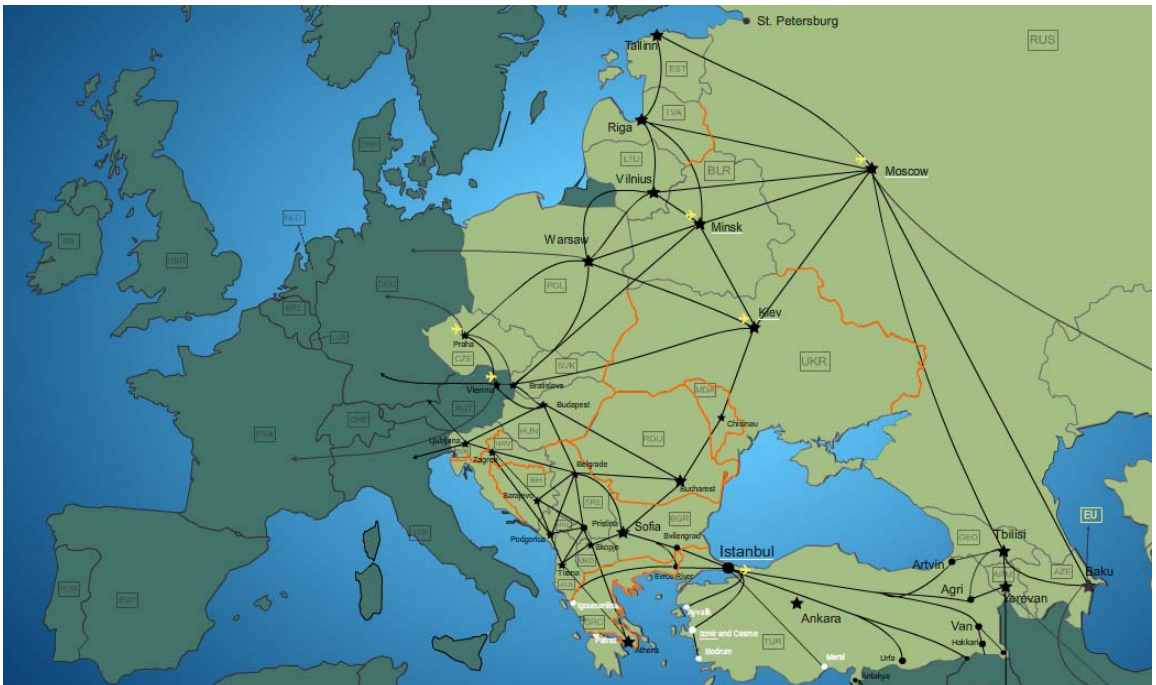 St. Petersburg
RUS
Tallinn
EST
LVA
Riga
DNK
LTU
BLR
Vilnius
Moscow
Minsk
NLD
IRL
GBR
Warsaw
DEU
POL
BEL
Kiev
LUX
Praha
CZE
UKR
SVK
MDA
Vienna
Bratislava
AUT
Budapest
CHE
FRA
HUN
ROU
Chisinau
Ljubljana
HRV
Zagreb
Belgrade
BIH
Bucharest
Sarajevo
SRB
BGR
Pristina
Sofia
EU
Podgorica
Svilengrad
Skopje
Istanbul
Tbilisi
GEO
MKD
Tirana
Evros River
Artvin
AZE
Baku
ARM
ALB
Agri
Yerevan
POR
ESP
ITA
Igoumenitsa
Ayvalik
Ankara
GRC
Izmir and Cesme
Van
Patras
TUR
Hakkari
Athens
Bodrum
Mersi
Urfa
Antakya